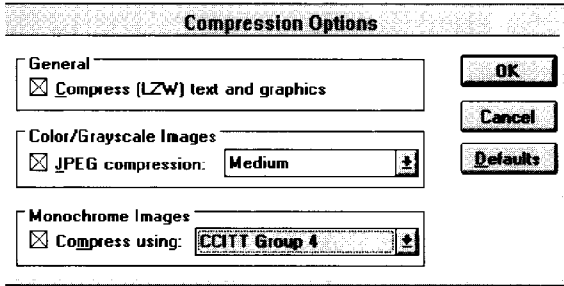 Compression Options
General
Compress (LZW) text and graphics
Color/Grayscale Images
JPEG compression: Medium
Monochrome Images
Compress using: CCITT Group 4
OK
Cancel
Defaults